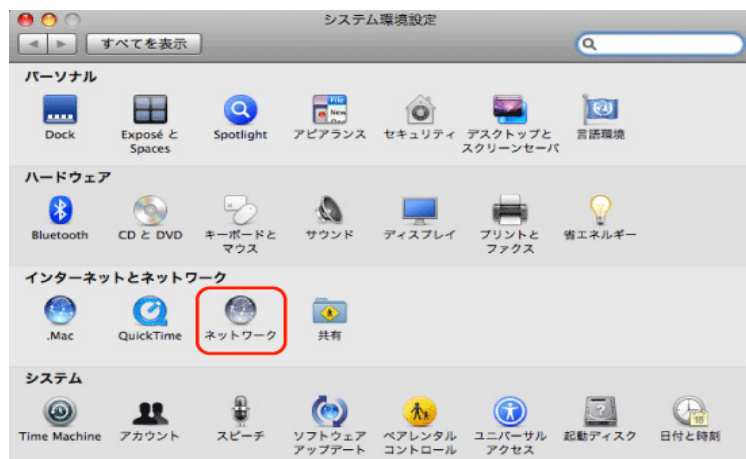 システム環境設定
すべてを表示
パーソナル
Dock
Exposé と
Spaces
Spotlight
アピアランス
セキュリティ
デスクトップと
スクリーンセーバ
言語環境
ハードウェア
Bluetooth
CD と DVD
キーボードと
マウス
サウンド
ディスプレイ
プリントと
ファクス
省エネルギー
インターネットとネットワーク
.Mac
QuickTime
ネットワーク
共有
システム
Time Machine
アカウント
スピーチ
ソフトウェア
アップデート
ペアレンタル
コントロール
ユニバーサル
アクセス
起動ディスク
日付と時刻